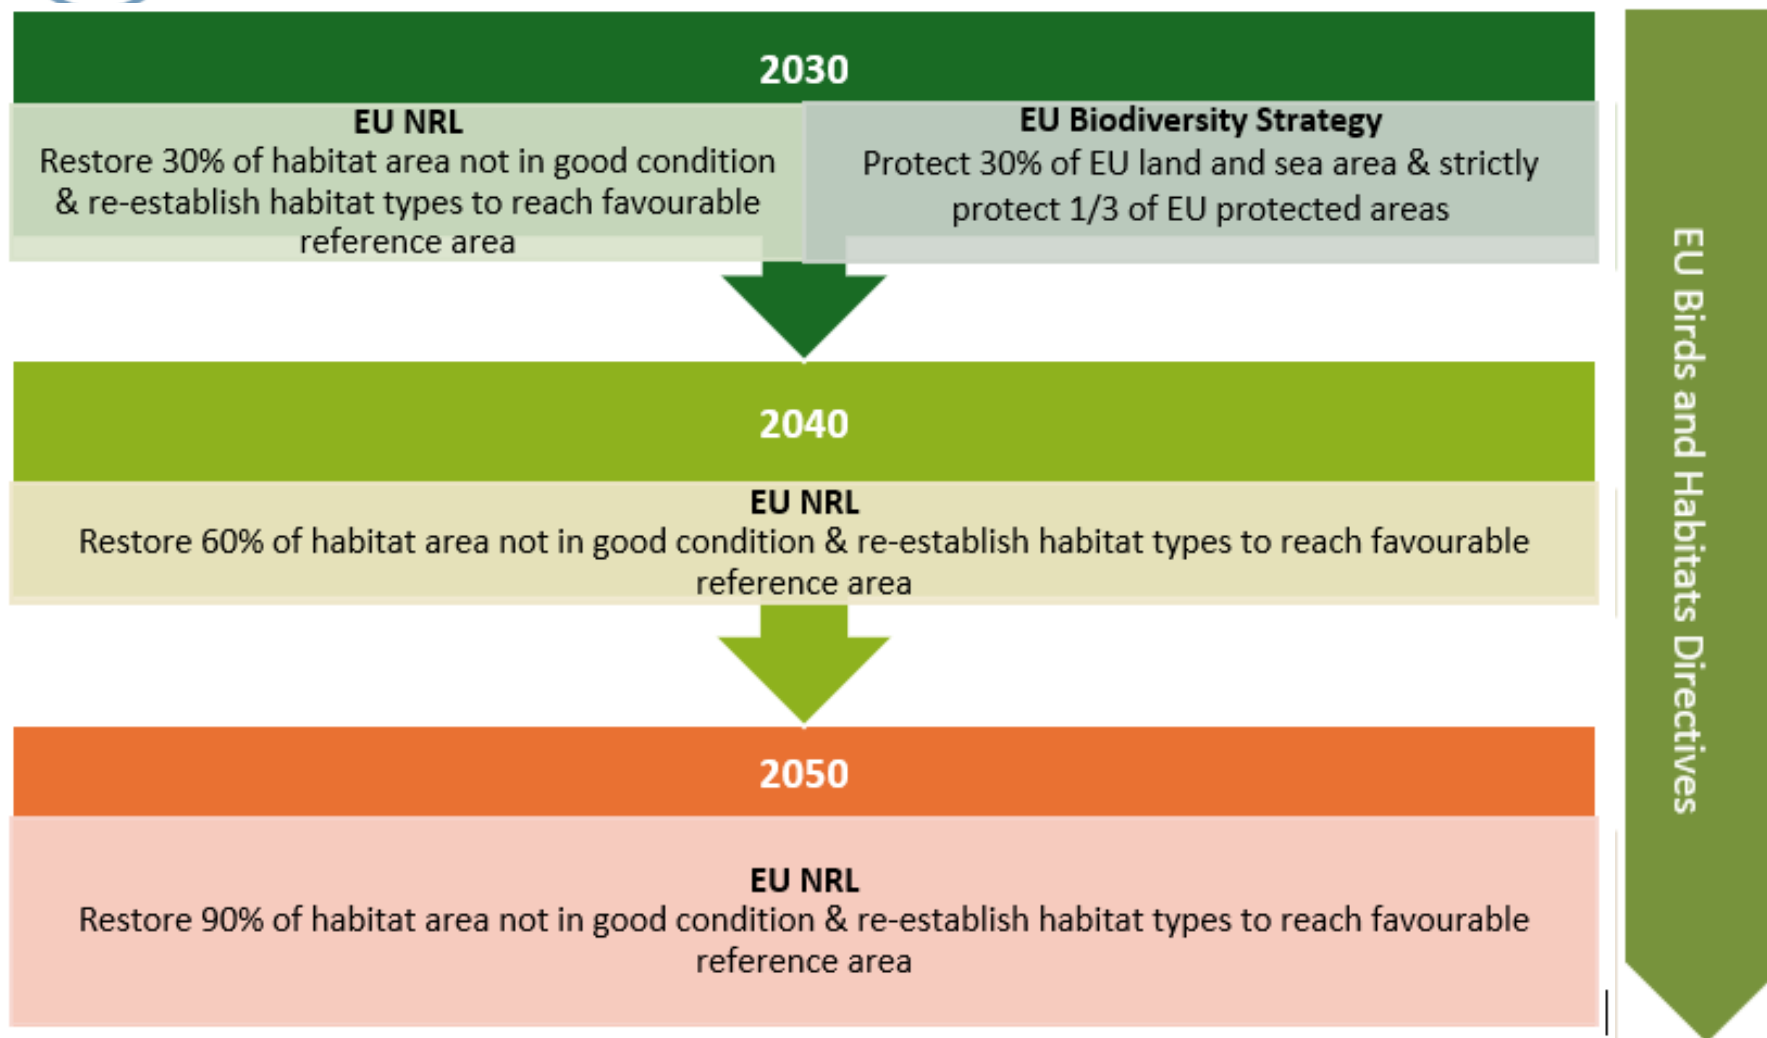 2030
EU NRL
Restore 30% of habitat area not in good condition
& re-establish habitat types to reach favourable
reference area
EU Biodiversity Strategy
Protect 30% of EU land and sea area & strictly
protect 1/3 of EU protected areas
2040
EU NRL
Restore 60% of habitat area not in good condition & re-establish habitat types to reach favourable
reference area
2050
EU NRL
Restore 90% of habitat area not in good condition & re-establish habitat types to reach favourable
reference area
EU Birds and Habitats Directives